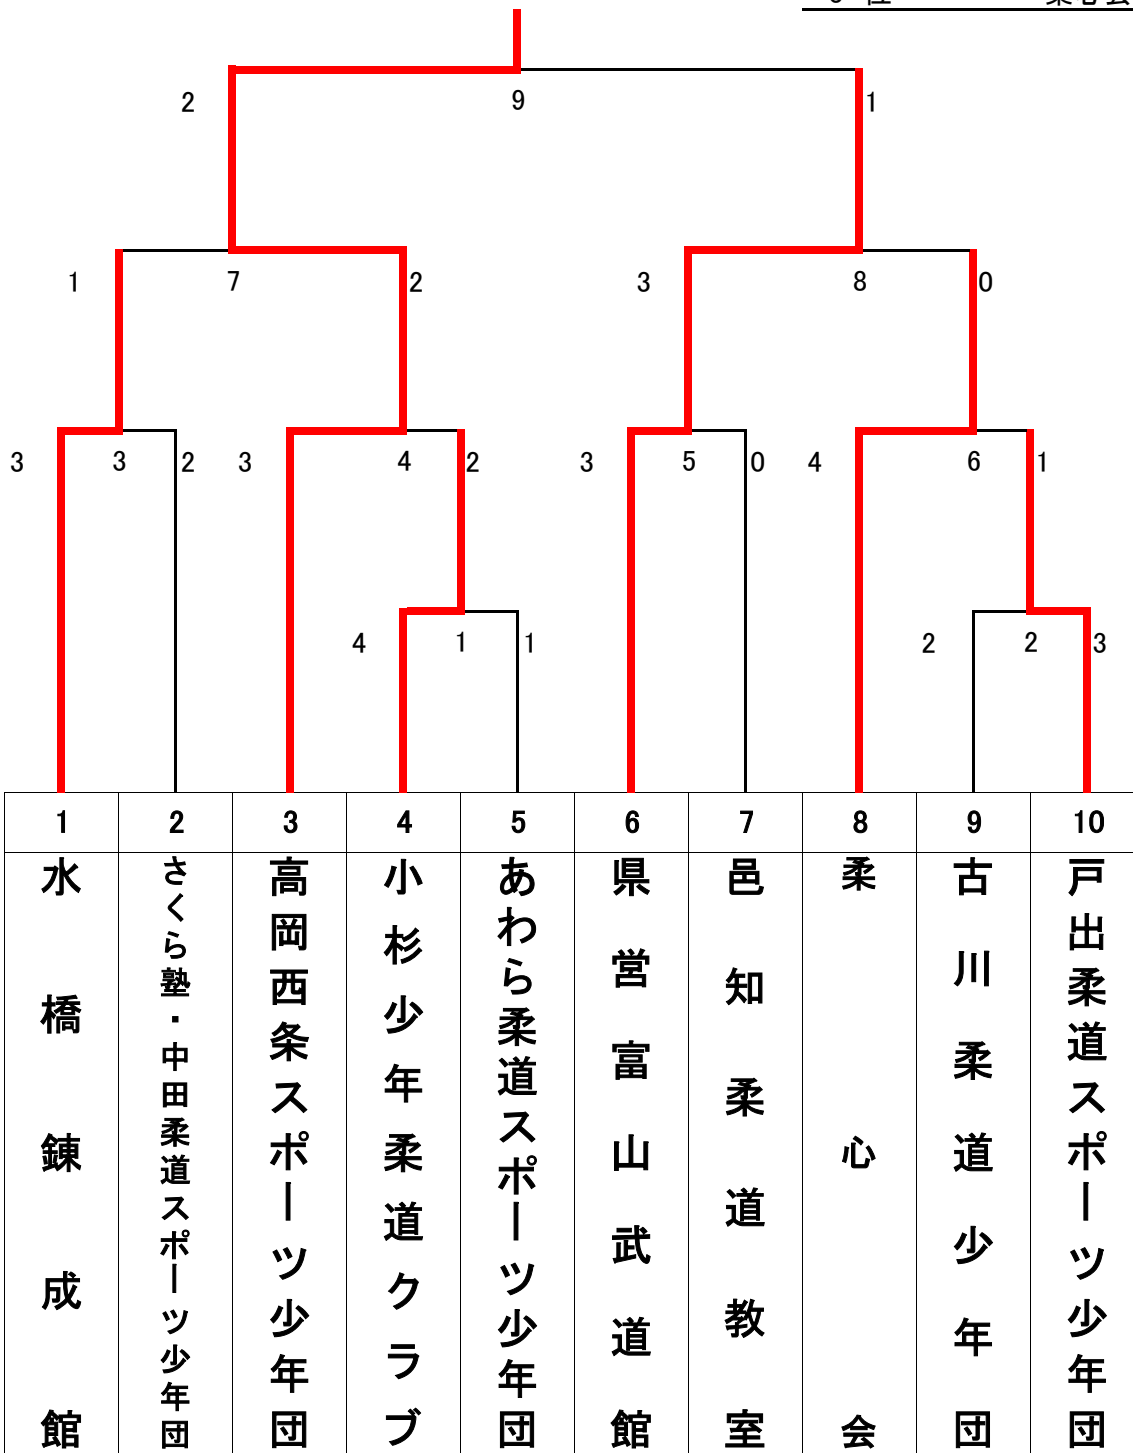 2 9 1
1 7 2 3 8 0
3 3 2 3 4 2 3 5 0 4 6 1
4 1 1 2 2 3
1 2 3 4 5 6 7 8 9 10
水橋錬成館
さくら塾・中田柔道スポーツ少年団
高岡西条スポーツ少年団
小杉少年柔道クラブ
あわら柔道スポーツ少年団
県営富山武道館
邑知柔道教室
柔心会
古川柔道少年団
戸出柔道スポーツ少年団